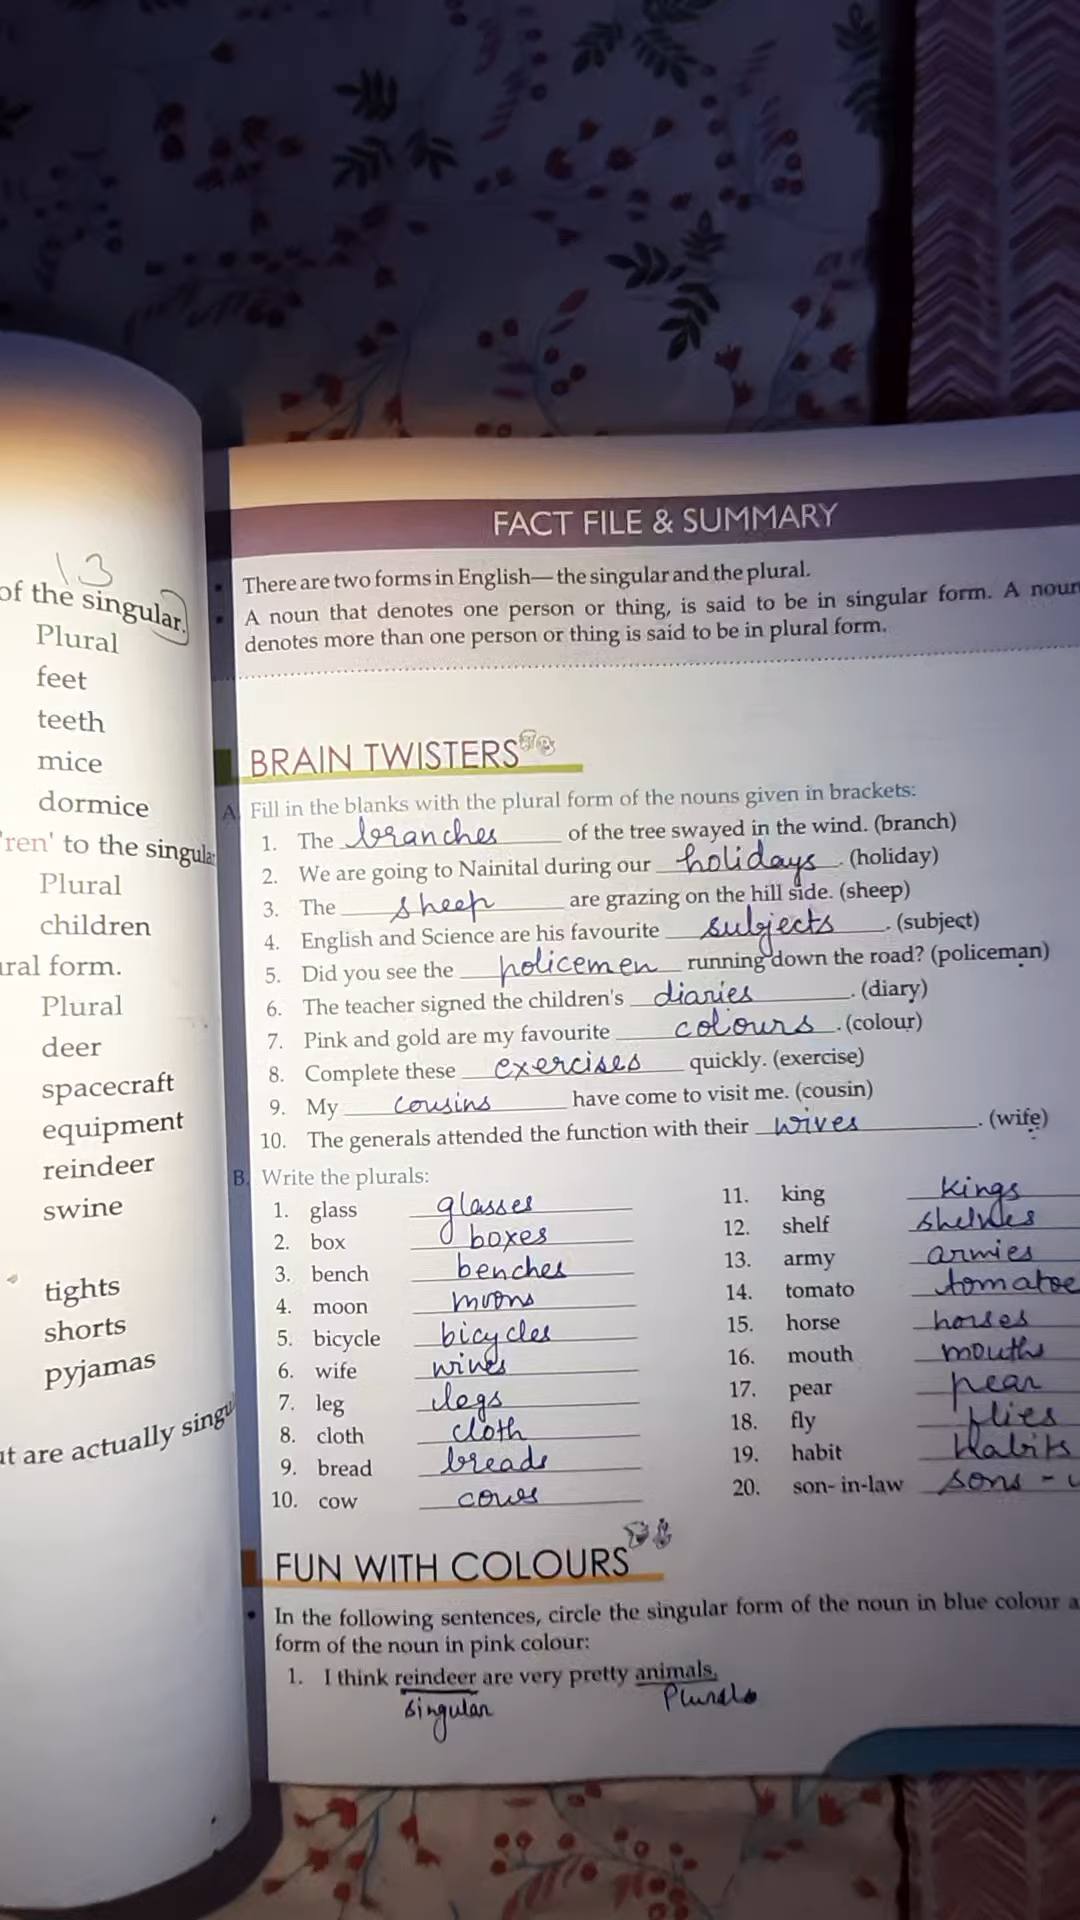 13
of the singular.
Plural
feet
teeth
mice
dormice
'ren' to the singular
Plural
children
ural form.
Plural
deer
spacecraft
equipment
reindeer
swine
tights
shorts
pyjamas
ut are actually singu
FACT FILE & SUMMARY
There are two forms in English—the singular and the plural.
A noun that denotes one person or thing, is said to be in singular form. A noun
denotes more than one person or thing is said to be in plural form.
BRAIN TWISTERS
A. Fill in the blanks with the plural form of the nouns given in brackets:
1. The branches of the tree swayed in the wind. (branch)
2. We are going to Nainital during our holidays. (holiday)
3. The sheep are grazing on the hill side. (sheep)
4. English and Science are his favourite subjects. (subject)
5. Did you see the policemen running down the road? (policeman)
6. The teacher signed the children's diaries. (diary)
7. Pink and gold are my favourite colours. (colour)
8. Complete these exercises quickly. (exercise)
9. My cousins have come to visit me. (cousin)
10. The generals attended the function with their wives. (wife)
B. Write the plurals:
1. glass glasses
2. box boxes
3. bench benches
4. moon moons
5. bicycle bicycles
6. wife wives
7. leg legs
8. cloth cloth
9. bread breads
10. cow cows
11. king kings
12. shelf shelves
13. army armies
14. tomato tomatoe
15. horse horses
16. mouth mouths
17. pear pear
18. fly flies
19. habit Habits
20. son- in-law sons -
FUN WITH COLOURS
In the following sentences, circle the singular form of the noun in blue colour a
form of the noun in pink colour:
1. I think reindeer are very pretty animals.
singular Plural